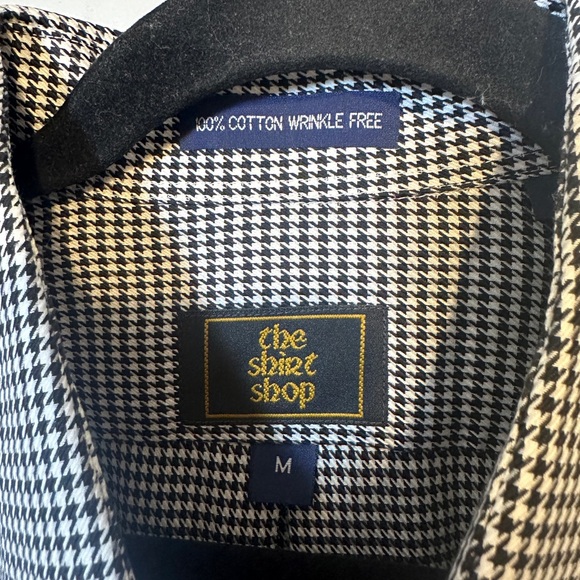 100% COTTON WRINKLE FREE
the
shirt
shop
M